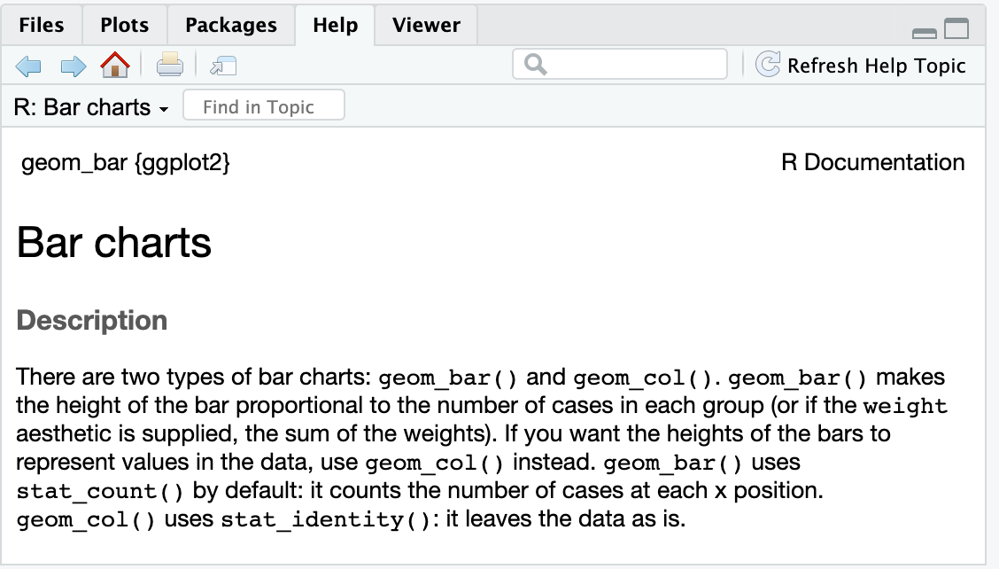 Files Plots Packages Help Viewer
Refresh Help Topic
R: Bar charts Find in Topic
geom_bar {ggplot2} R Documentation
Bar charts
Description
There are two types of bar charts: geom_bar() and geom_col(). geom_bar() makes
the height of the bar proportional to the number of cases in each group (or if the weight
aesthetic is supplied, the sum of the weights). If you want the heights of the bars to
represent values in the data, use geom_col() instead. geom_bar() uses
stat_count() by default: it counts the number of cases at each x position.
geom_col() uses stat_identity(): it leaves the data as is.